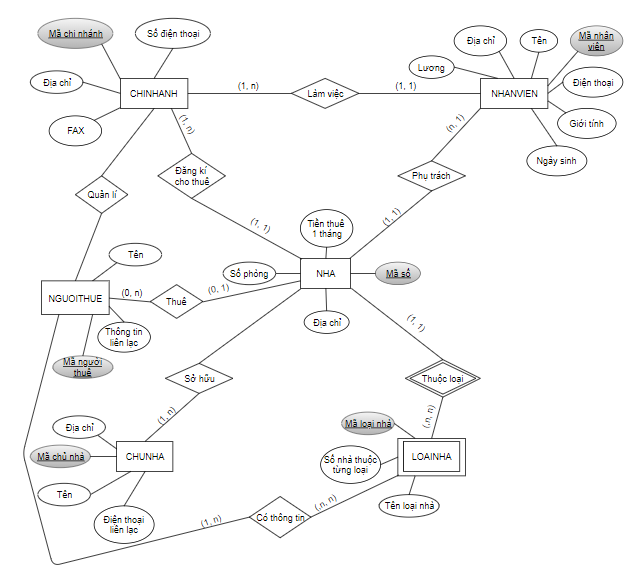 Mã chi nhánh
Số điện thoại
Địa chỉ
FAX
CHINHANH
(1, n)
Làm việc
(1, 1)
Lương
Địa chỉ
Tên
Mã nhân
viên
NHANVIEN
Điện thoại
Giới tính
Ngày sinh
(1, n)
(n, 1)
Đăng kí
cho thuê
Phụ trách
Quản lí
(1, 1)
(1, 1)
Tiền thuê
1 tháng
Tên
Số phòng
NHA
Mã số
NGUOITHUE
(0, n)
Thuê
(0, 1)
Địa chỉ
Thông tin
liên lạc
Mã người
thuê
(1, 1)
Sở hữu
Thuộc loại
(1, n)
(,n, n)
Địa chỉ
Mã chủ nhà
CHUNHA
Tên
Điện thoại
liên lạc
Mã loại nhà
Số nhà thuộc
từng loại
LOAINHA
Tên loại nhà
(1, n)
Có thông tin
(,n, n)